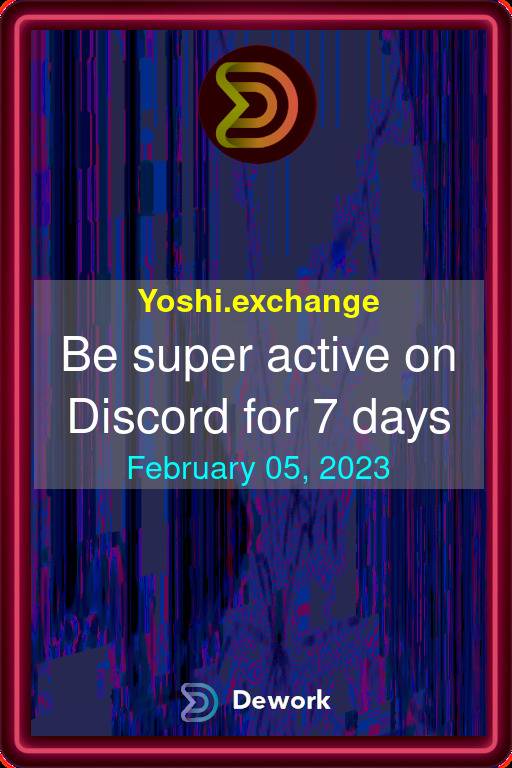 Yoshi.exchange
Be super active on
Discord for 7 days
February 05, 2023
Dework